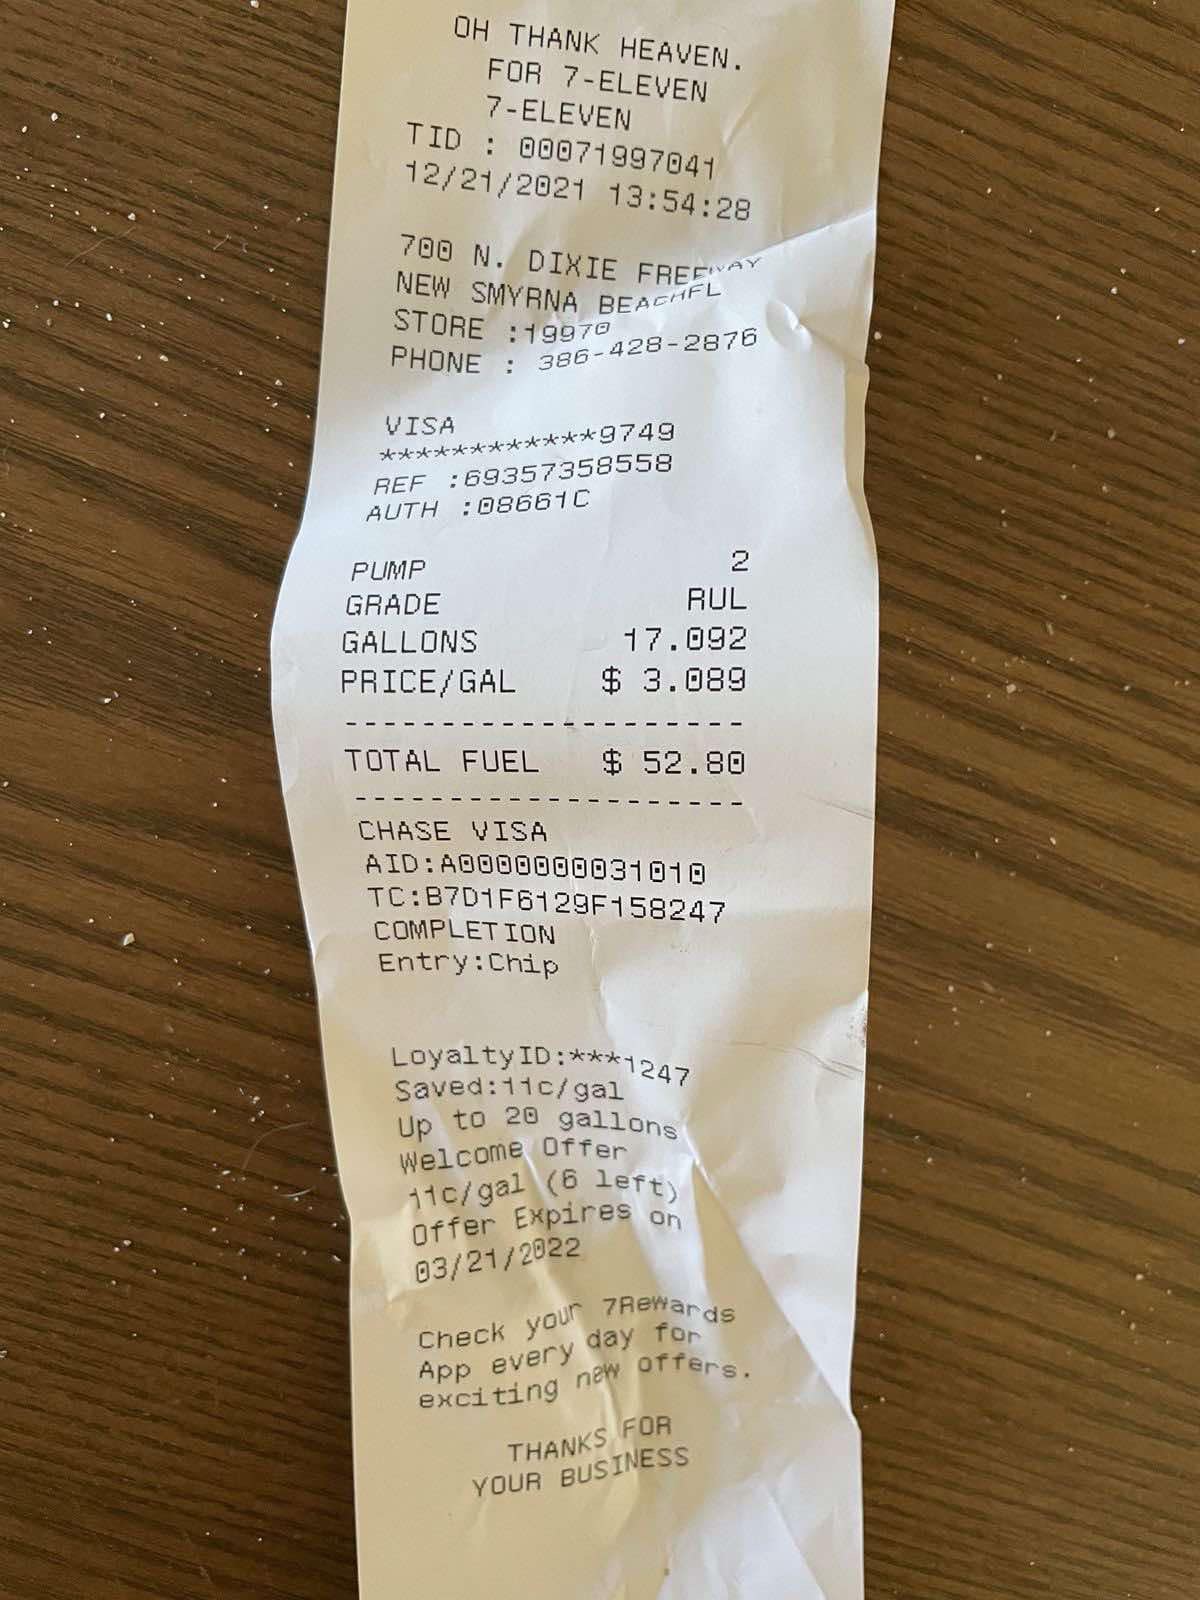 OH THANK HEAVEN.
FOR 7-ELEVEN
7-ELEVEN
TID : 00071997041
12/21/2021 13:54:28
700 N. DIXIE FREEWAY
NEW SMYRNA BEACHFL
STORE :19970
PHONE : 386-428-2876
VISA
************9749
REF :69357358558
AUTH :08661C
PUMP 2
GRADE RUL
GALLONS 17.092
PRICE/GAL $ 3.089
--------------------
TOTAL FUEL $ 52.80
--------------------
CHASE VISA
AID:A0000000031010
TC:B7D1F6129F158247
COMPLETION
Entry:Chip
LoyaltyID:***1247
Saved:11c/gal
Up to 20 gallons
Welcome Offer
11c/gal (6 left)
Offer Expires on
03/21/2022
Check your 7Rewards
App every day for
exciting new offers.
THANKS FOR
YOUR BUSINESS